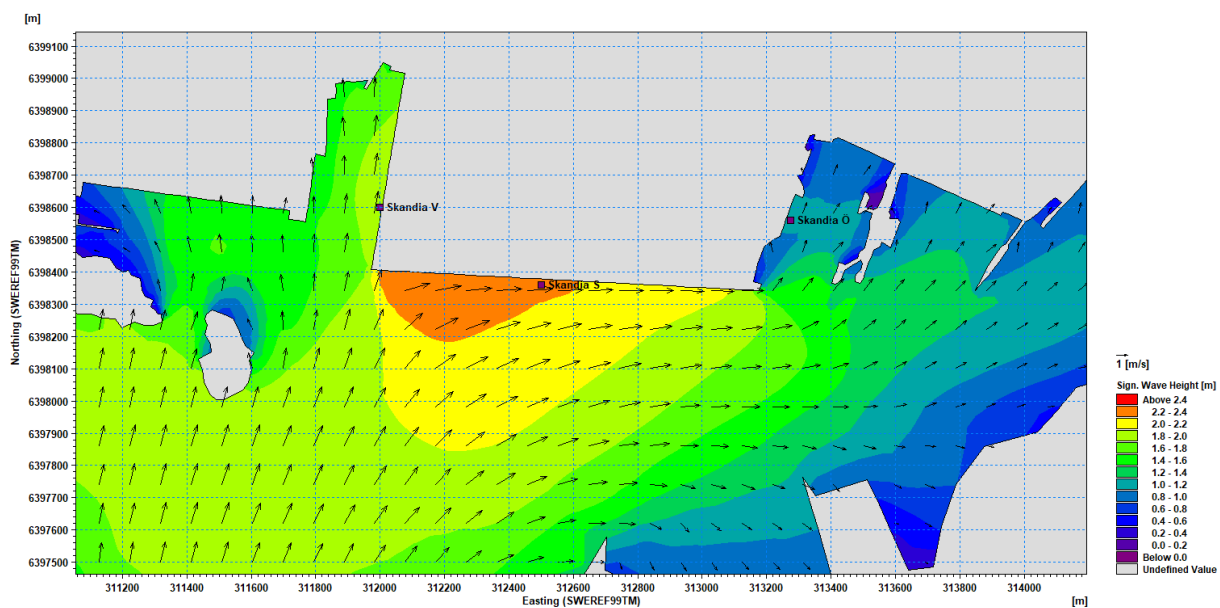 [m]
6399100
6399000
6398900
6398800
6398700
6398600
6398500
6398400
6398300
6398200
6398100
6398000
6397900
6397800
6397700
6397600
6397500
Northing (SWEREF99TM)
Skandia V
Skandia Ö
Skandia S
311200 311400 311600 311800 312000 312200 312400 312600 312800 313000 313200 313400 313600 313800 314000
Easting (SWEREF99TM)
[m]
1 [m/s]
Sign. Wave Height [m]
Above 2.4
2.2 - 2.4
2.0 - 2.2
1.8 - 2.0
1.6 - 1.8
1.4 - 1.6
1.2 - 1.4
1.0 - 1.2
0.8 - 1.0
0.6 - 0.8
0.4 - 0.6
0.2 - 0.4
0.0 - 0.2
Below 0.0
Undefined Value